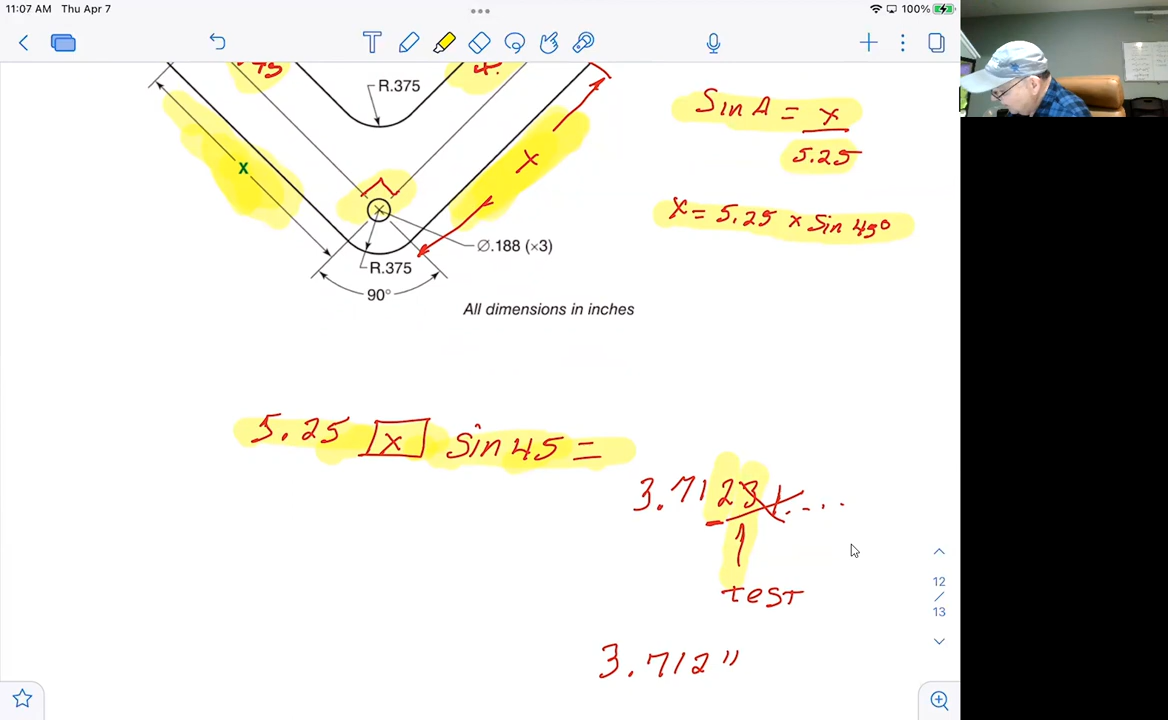 11:07 AM Thu Apr 7
100%
R.375
Sin A = x
5.25
x
x
x = 5.25 x Sin 45°
Ø.188 (×3)
R.375
90°
All dimensions in inches
5.25 x sin 45 =
3.7123 1....
test
3.712"
12
/
13